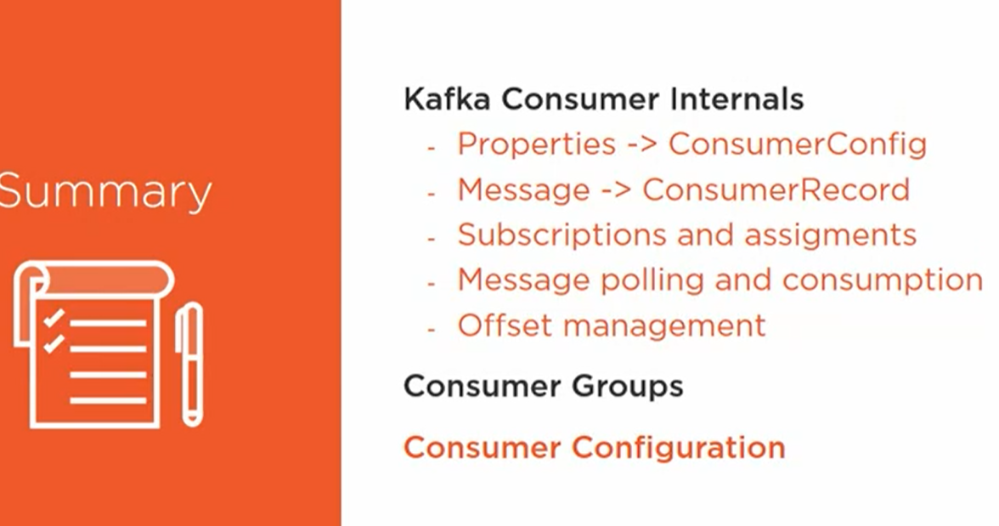 Summary
Kafka Consumer Internals
- Properties -> ConsumerConfig
- Message -> ConsumerRecord
- Subscriptions and assigments
- Message polling and consumption
- Offset management
Consumer Groups
Consumer Configuration